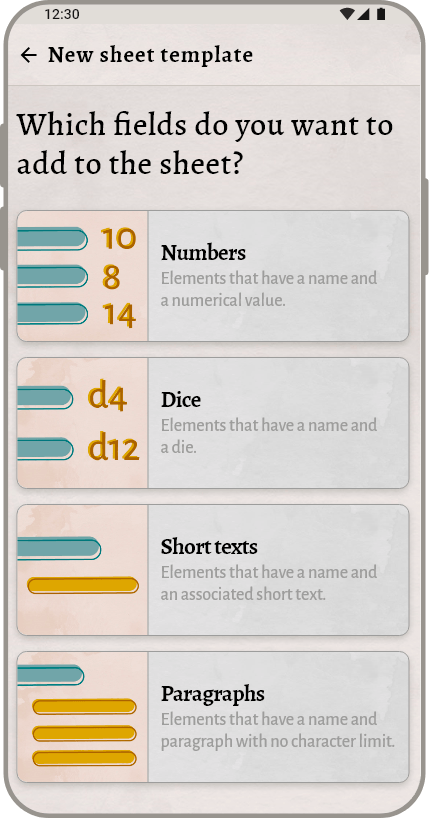 12:30
New sheet template
Which fields do you want to
add to the sheet?
10
8
14
Numbers
Elements that have a name and
a numerical value.
d4
d12
Dice
Elements that have a name and
a die.
Short texts
Elements that have a name and
an associated short text.
Paragraphs
Elements that have a name and
paragraph with no character limit.